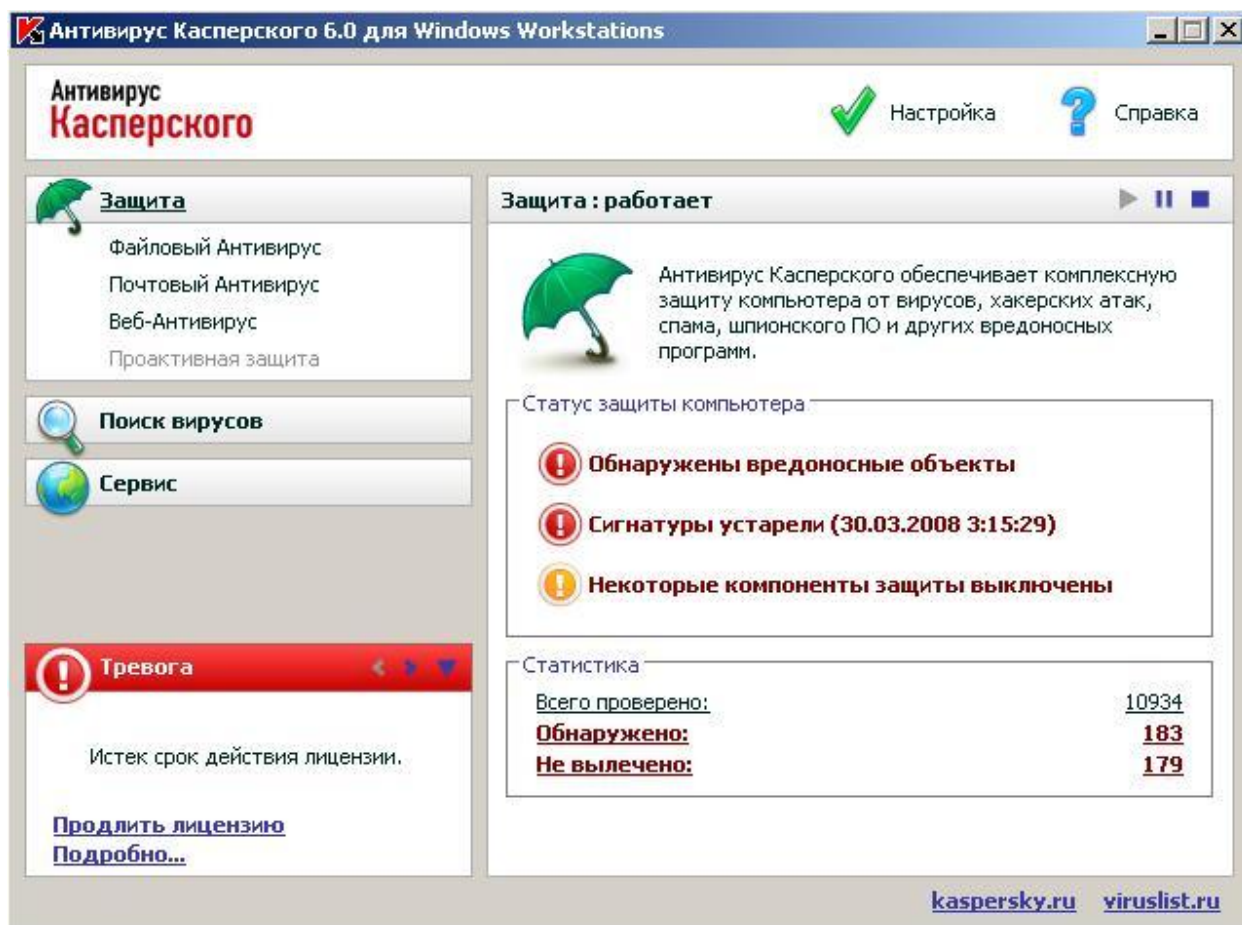 Антивирус Касперского 6.0 для Windows Workstations
Антивирус
Касперского
Настройка
Справка
Защита
Файловый Антивирус
Почтовый Антивирус
Веб-Антивирус
Проактивная защита
Поиск вирусов
Сервис
Тревога
Истек срок действия лицензии.
Продлить лицензию
Подробно...
Защита : работает
Антивирус Касперского обеспечивает комплексную
защиту компьютера от вирусов, хакерских атак,
спама, шпионского ПО и других вредоносных
программ.
Статус защиты компьютера
Обнаружены вредоносные объекты
Сигнатуры устарели (30.03.2008 3:15:29)
Некоторые компоненты защиты выключены
Статистика
Всего проверено: 10934
Обнаружено: 183
Не вылечено: 179
kaspersky.ru viruslist.ru